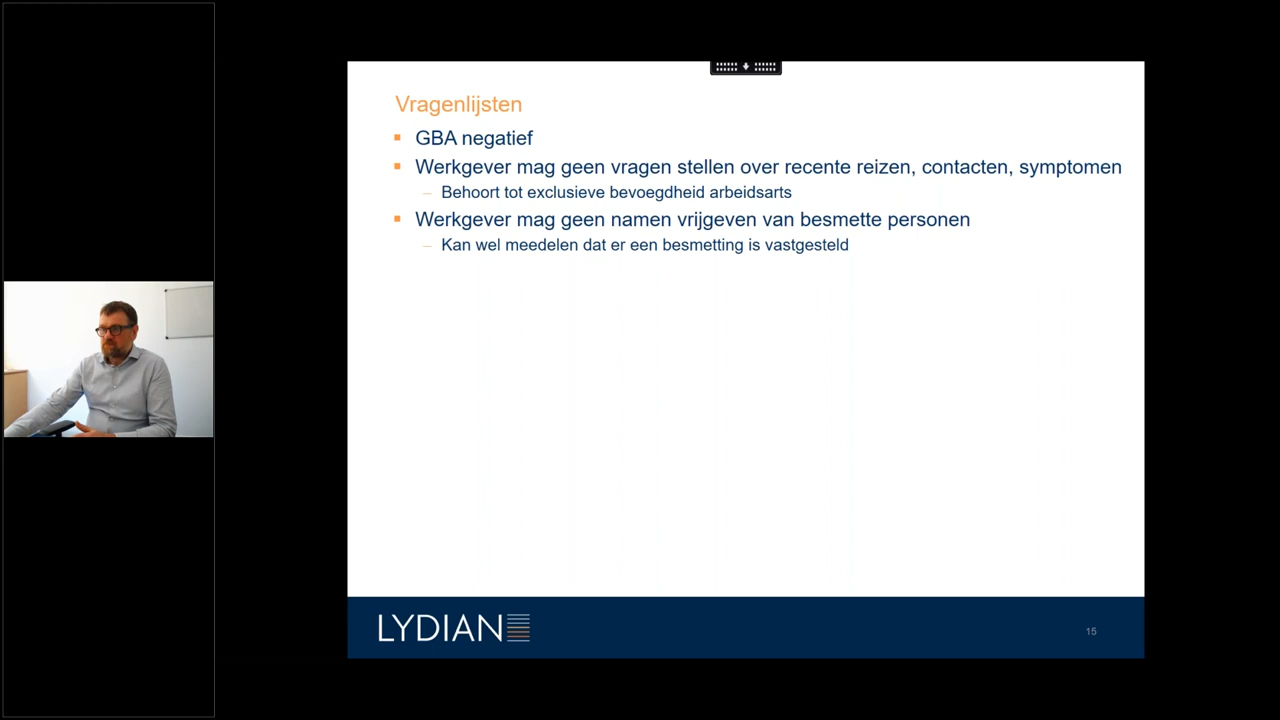 Vragenlijsten
GBA negatief
Werkgever mag geen vragen stellen over recente reizen, contacten, symptomen
Behoort tot exclusieve bevoegdheid arbeidsarts
Werkgever mag geen namen vrijgeven van besmette personen
Kan wel meedelen dat er een besmetting is vastgesteld
LYDIAN
15